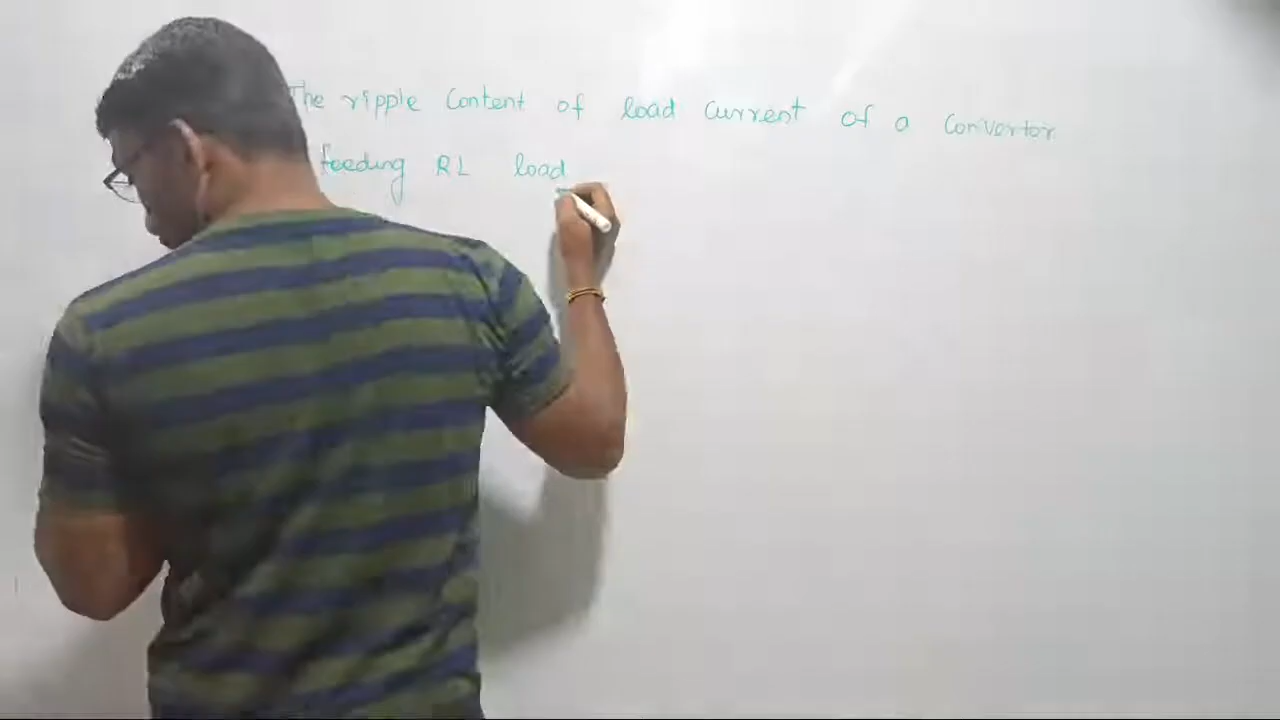 The ripple Content of load current of a Convertor
feeding RL load